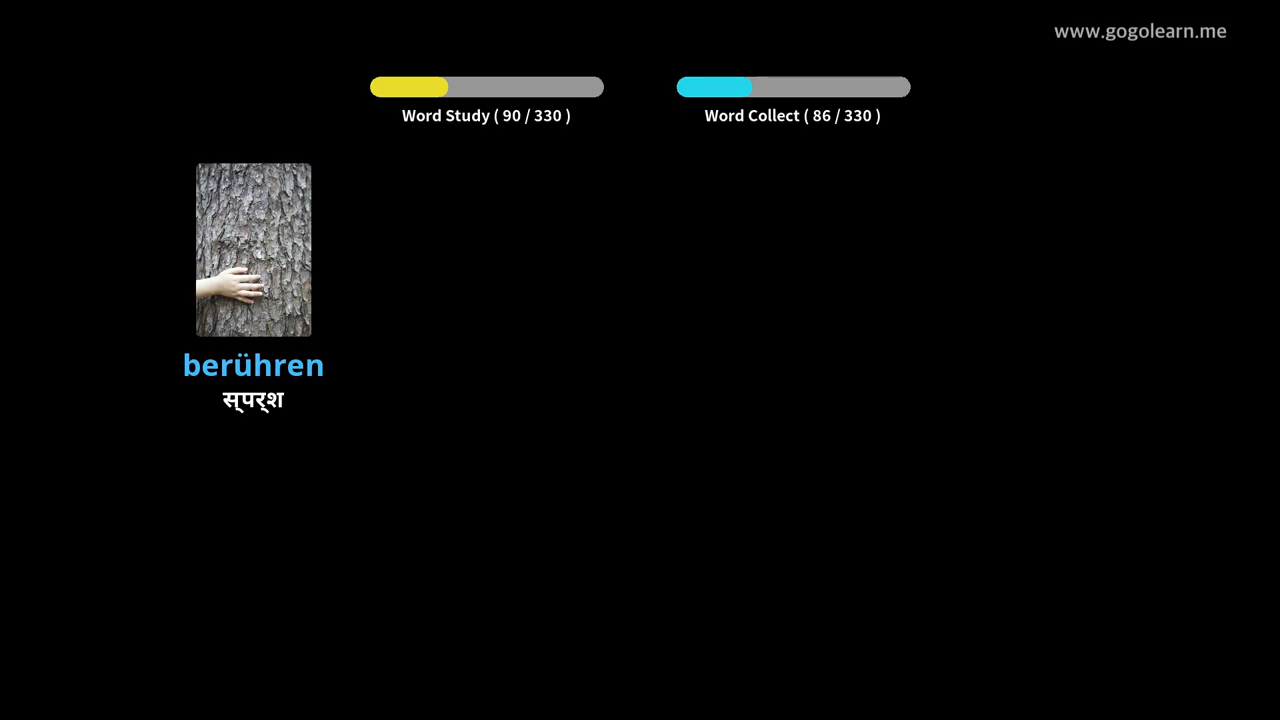 www.gogolearn.me
Word Study ( 90 / 330 )
Word Collect ( 86 / 330 )
berühren
स्पर्श